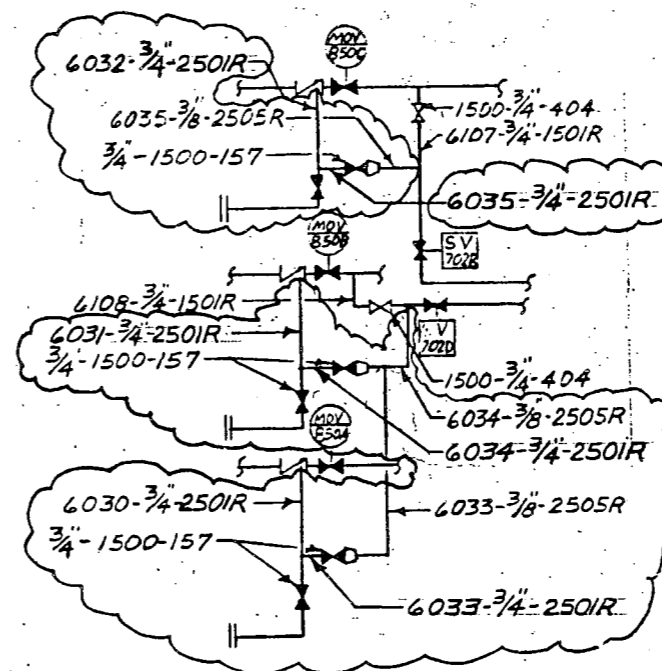 MOV
850C
6032-3/4"-2501R
6035-3/8"-2505R
3/4"-1500-157
1500-3/4"-404
6107-3/4"-1501R
6035-3/4"-2501R
MOV
850B
SV
702B
6108-3/4"-1501R
6031-3/4"-2501R
3/4"-1500-157
V
702D
1500-3/4"-404
6034-3/8"-2505R
6034-3/4"-2501R
MOV
850A
6030-3/4"-2501R
3/4"-1500-157
6033-3/8"-2505R
6033-3/4"-2501R